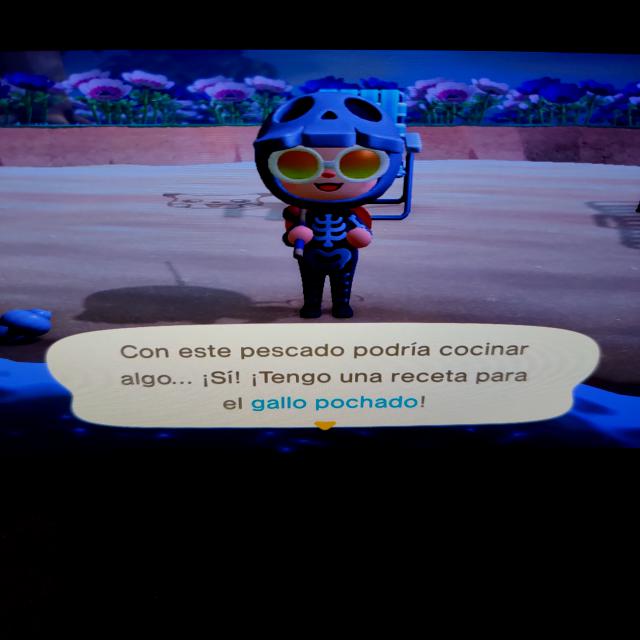 Con este pescado podría cocinar
algo... ¡Sí! ¡Tengo una receta para
el gallo pochado!